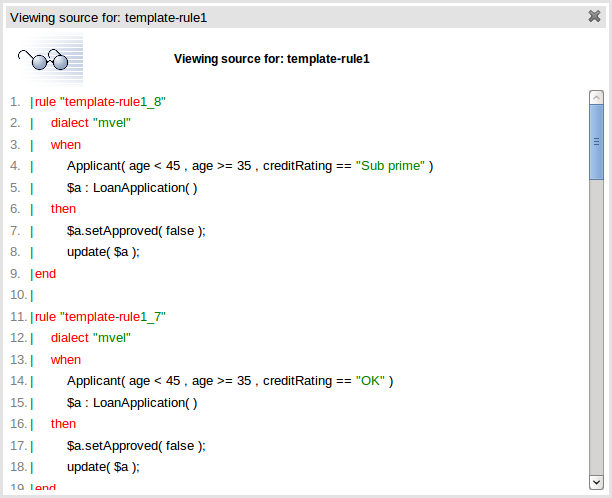 Viewing source for: template-rule1
Viewing source for: template-rule1
1. |rule "template-rule1_8"
2. | dialect "mvel"
3. | when
4. | Applicant( age < 45 , age >= 35 , creditRating == "Sub prime" )
5. | $a : LoanApplication( )
6. | then
7. | $a.setApproved( false );
8. | update( $a );
9. |end
10. |
11. |rule "template-rule1_7"
12. | dialect "mvel"
13. | when
14. | Applicant( age < 45 , age >= 35 , creditRating == "OK" )
15. | $a : LoanApplication( )
16. | then
17. | $a.setApproved( false );
18. | update( $a );
19. |end